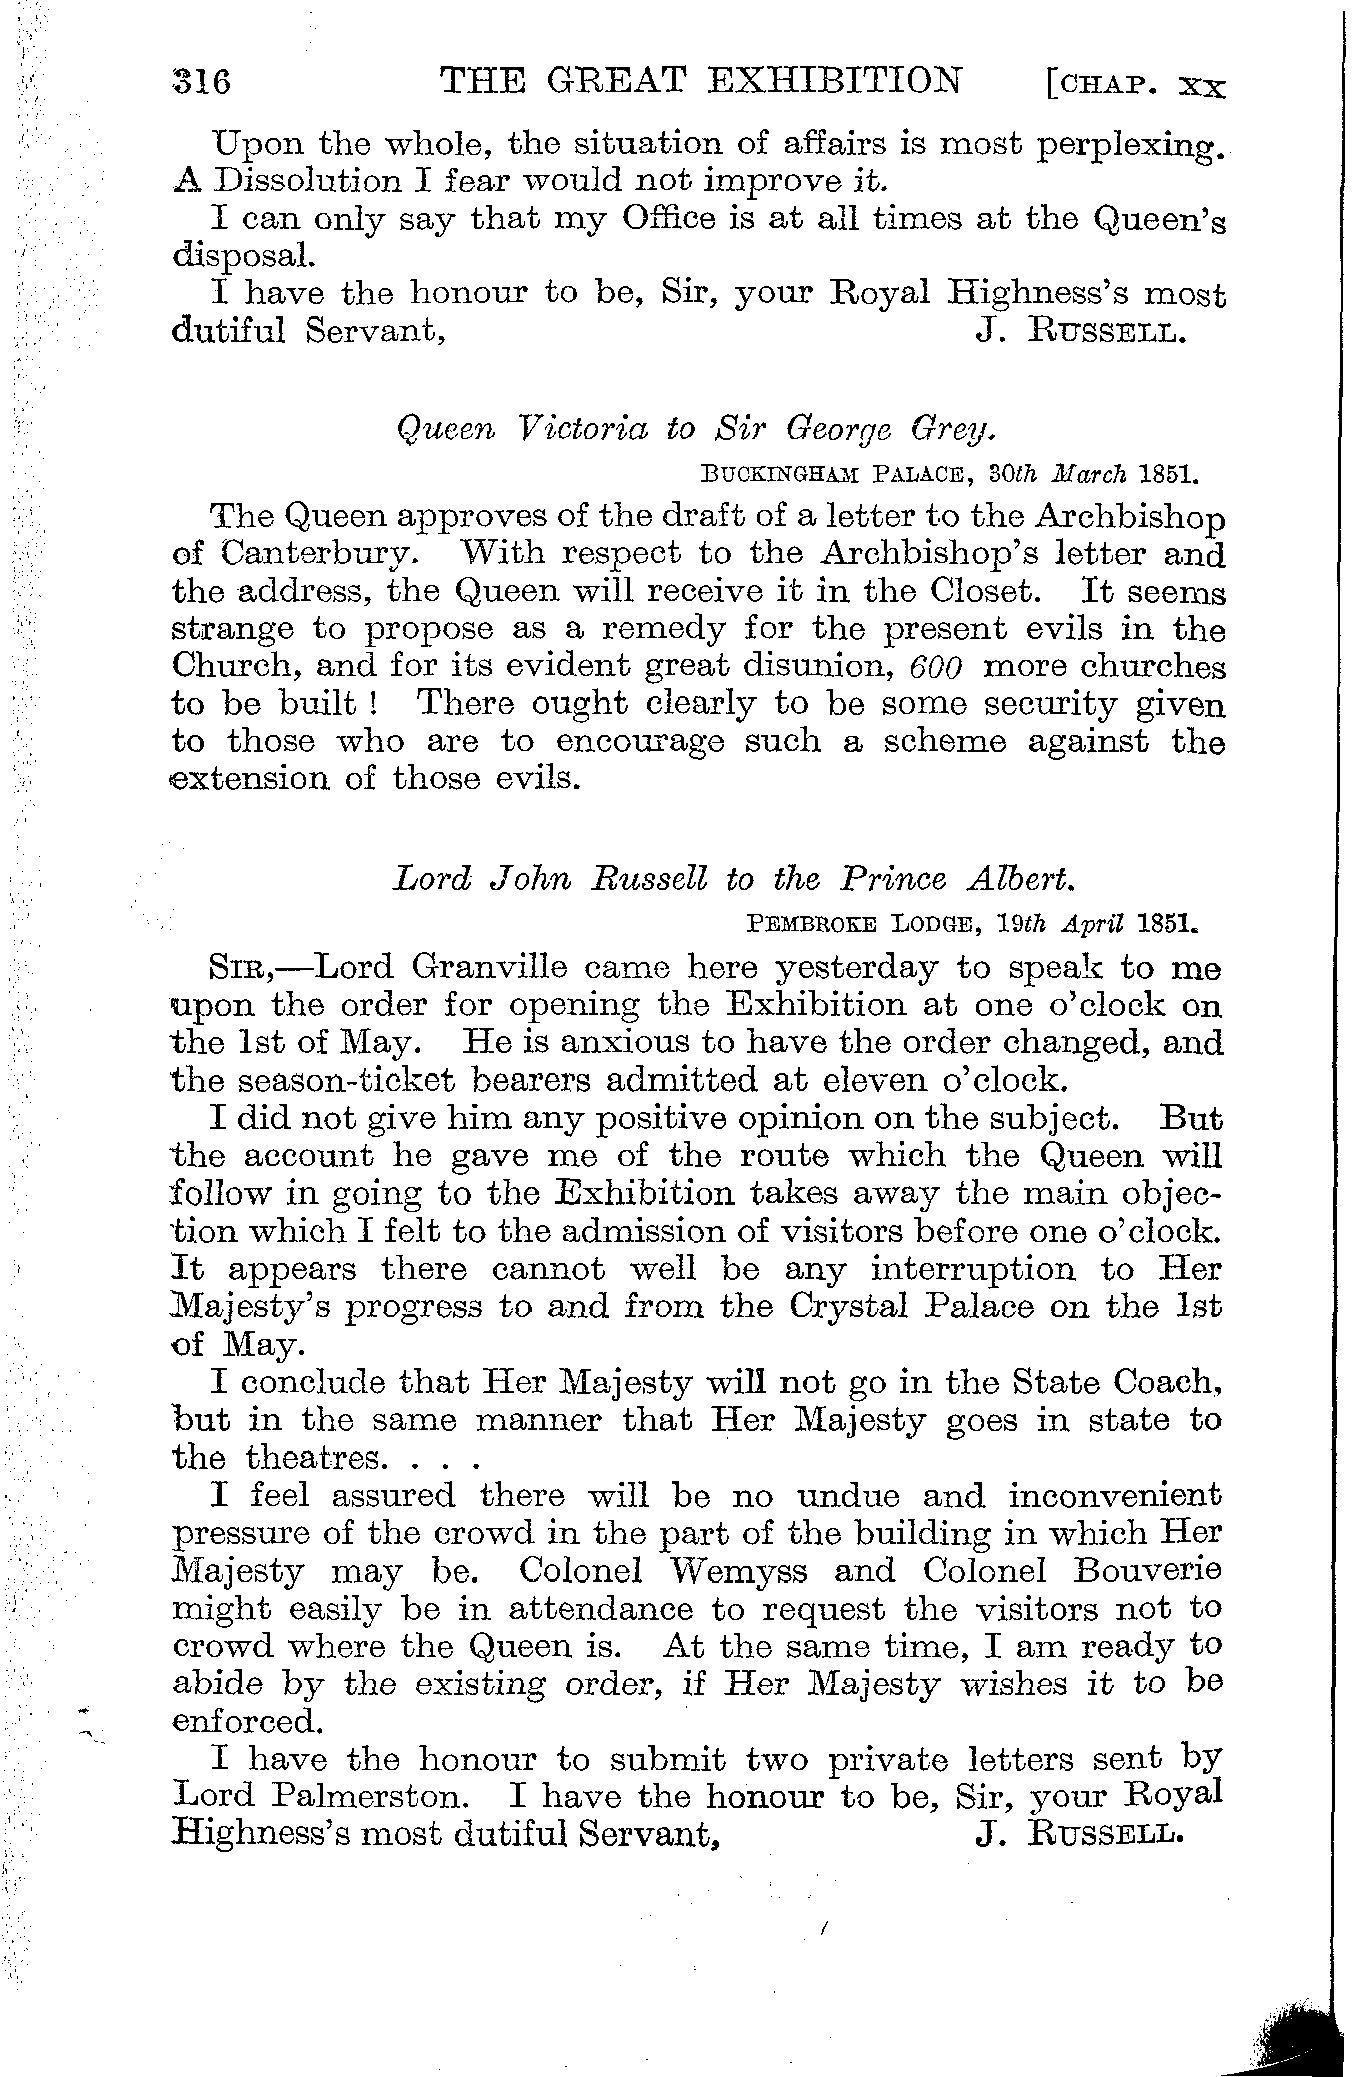 316 THE GREAT EXHIBITION [CHAP. XX
Upon the whole, the situation of affairs is most perplexing.
A Dissolution I fear would not improve it.
I can only say that my Office is at all times at the Queen's
disposal.
I have the honour to be, Sir, your Royal Highness's most
dutiful Servant, J. RUSSELL.
Queen Victoria to Sir George Grey.
BUCKINGHAM PALACE, 30th March 1851.
The Queen approves of the draft of a letter to the Archbishop
of Canterbury. With respect to the Archbishop's letter and
the address, the Queen will receive it in the Closet. It seems
strange to propose as a remedy for the present evils in the
Church, and for its evident great disunion, 600 more churches
to be built ! There ought clearly to be some security given
to those who are to encourage such a scheme against the
extension of those evils.
Lord John Russell to the Prince Albert.
PEMBROKE LODGE, 19th April 1851.
SIR,—Lord Granville came here yesterday to speak to me
upon the order for opening the Exhibition at one o'clock on
the 1st of May. He is anxious to have the order changed, and
the season-ticket bearers admitted at eleven o'clock.
I did not give him any positive opinion on the subject. But
the account he gave me of the route which the Queen will
follow in going to the Exhibition takes away the main objec-
tion which I felt to the admission of visitors before one o'clock.
It appears there cannot well be any interruption to Her
Majesty's progress to and from the Crystal Palace on the 1st
of May.
I conclude that Her Majesty will not go in the State Coach,
but in the same manner that Her Majesty goes in state to
the theatres. . . .
I feel assured there will be no undue and inconvenient
pressure of the crowd in the part of the building in which Her
Majesty may be. Colonel Wemyss and Colonel Bouverie
might easily be in attendance to request the visitors not to
crowd where the Queen is. At the same time, I am ready to
abide by the existing order, if Her Majesty wishes it to be
enforced.
I have the honour to submit two private letters sent by
Lord Palmerston. I have the honour to be, Sir, your Royal
Highness's most dutiful Servant, J. RUSSELL.